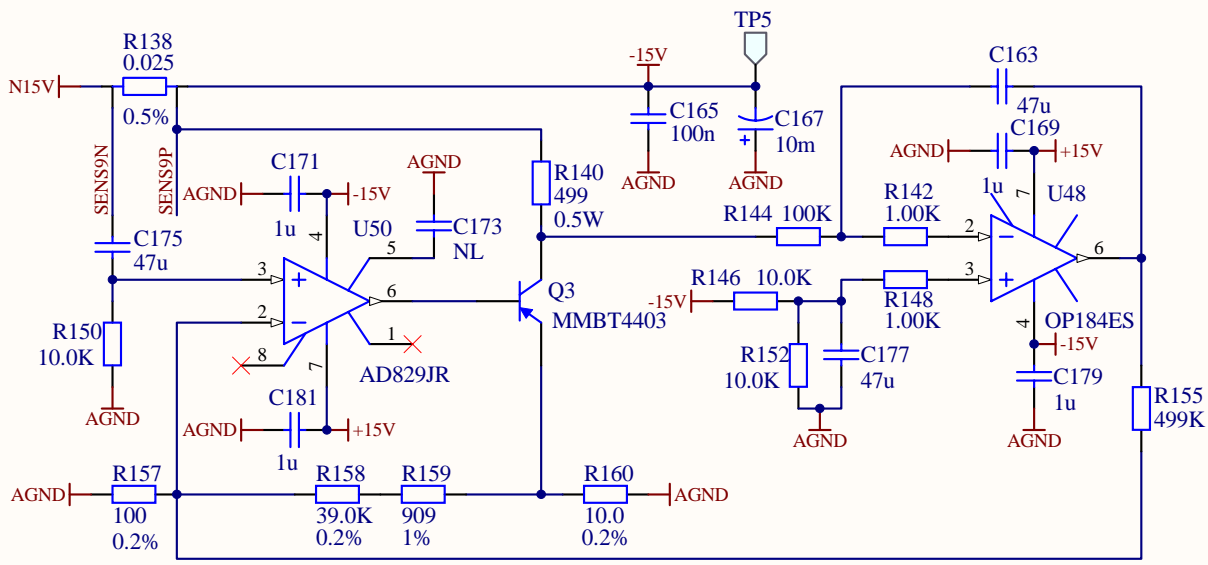 TP5
R138
0.025
0.5%
N15V
-15V
C165
100n
AGND
C167
10m
AGND
C163
47u
C169
1u
AGND
+15V
7
U48
SENS9N
SENS9P
C171
1u
AGND
-15V
4
U50
5
AGND
C173
NL
R140
499
0.5W
R144 100K
R142
1.00K
2
6
3
C175
47u
3
2
6
8
1
7
Q3
MMBT4403
R146 10.0K
-15V
R148
1.00K
4
OP184ES
-15V
R150
10.0K
AGND
AD829JR
R152
10.0K
C177
47u
AGND
C179
1u
AGND
R155
499K
C181
1u
AGND
+15V
AGND
R157
100
0.2%
R158
39.0K
0.2%
R159
909
1%
R160
10.0
0.2%
AGND